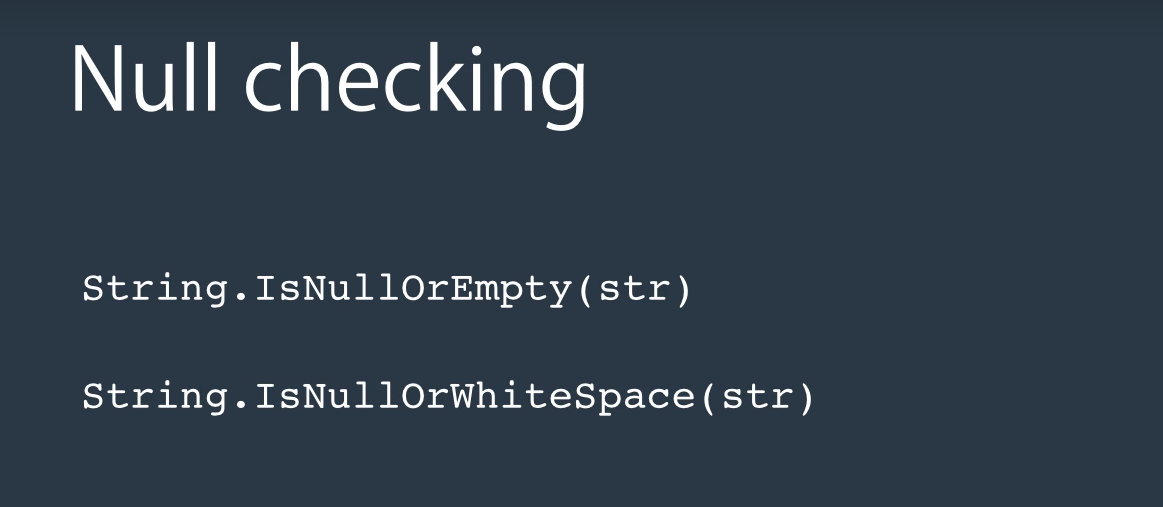 Null checking
String.IsNullOrEmpty(str)
String.IsNullOrWhiteSpace(str)